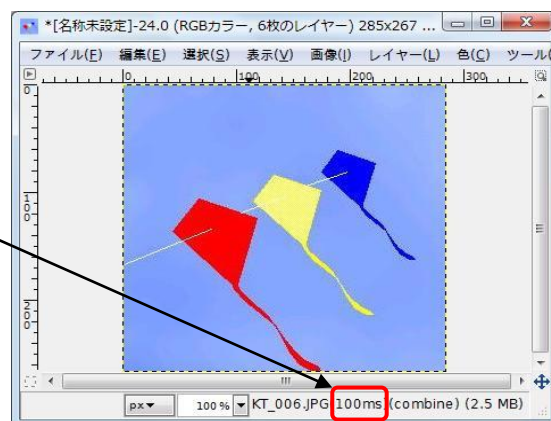 *[名称未設定]-24.0 (RGBカラー, 6枚のレイヤー) 285x267 ...
ファイル(F) 編集(E) 選択(S) 表示(V) 画像(I) レイヤー(L) 色(C) ツール(
0 100 200 300
0
100
200
px 100 % KT_006.JPG 100ms (combine) (2.5 MB)